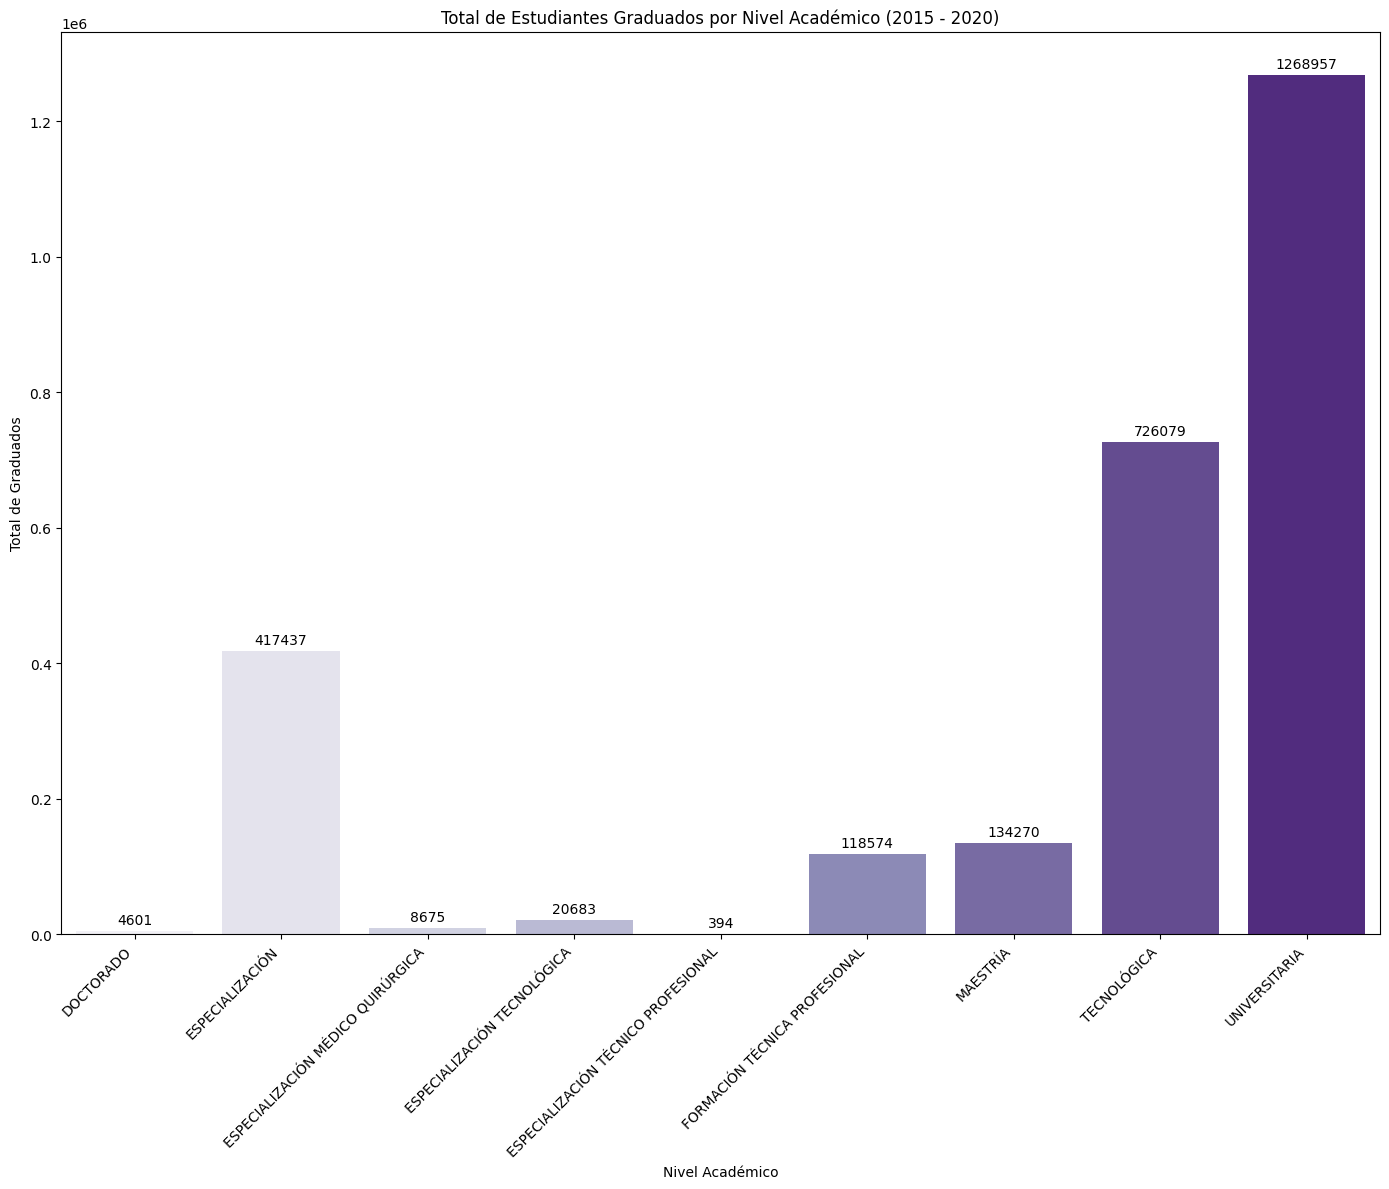 Total de Estudiantes Graduados por Nivel Académico (2015 - 2020)
1e6
Total de Graduados
1.2
1.0
0.8
0.6
0.4
0.2
0.0
4601
417437
8675
20683
394
118574
134270
726079
1268957
DOCTORADO
ESPECIALIZACIÓN
ESPECIALIZACIÓN MÉDICO QUIRÚRGICA
ESPECIALIZACIÓN TECNOLÓGICA
ESPECIALIZACIÓN TÉCNICO PROFESIONAL
FORMACIÓN TÉCNICA PROFESIONAL
MAESTRÍA
TECNOLÓGICA
UNIVERSITARIA
Nivel Académico